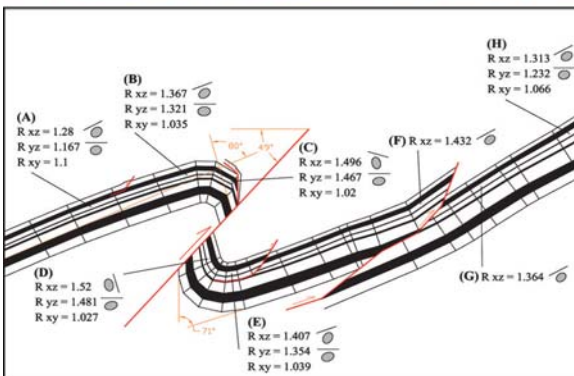 (H)
R xz = 1.313
R yz = 1.232
R xy = 1.066
(B)
R xz = 1.367
R yz = 1.321
R xy = 1.035
(A)
R xz = 1.28
R yz = 1.167
R xy = 1.1
60°
49°
(C)
R xz = 1.496
R yz = 1.467
R xy = 1.02
(F) R xz = 1.432
(D)
R xz = 1.52
R yz = 1.481
R xy = 1.027
(G) R xz = 1.364
71°
(E)
R xz = 1.407
R yz = 1.354
R xy = 1.039